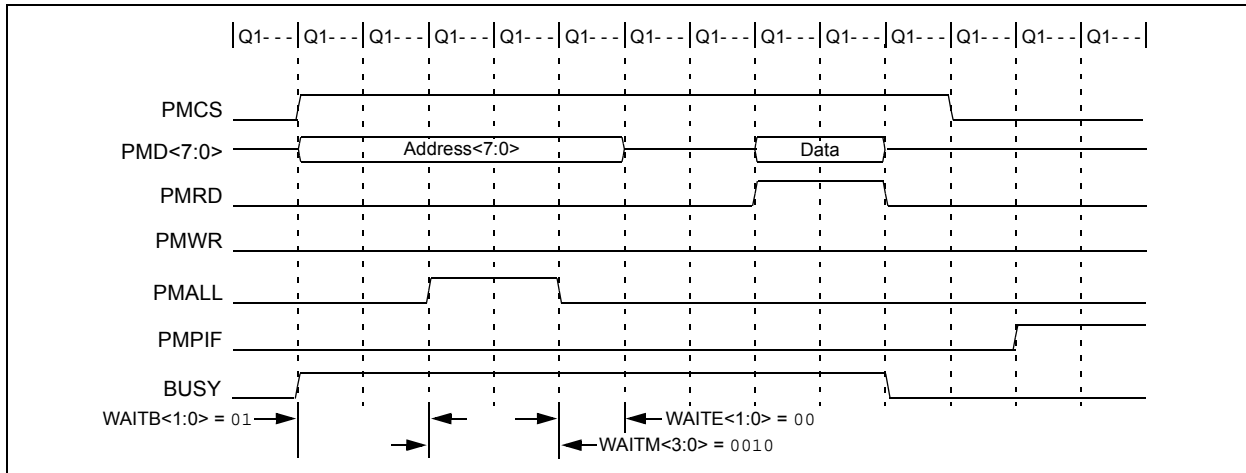 Q1- - - Q1- - - Q1- - - Q1- - - Q1- - - Q1- - - Q1- - - Q1- - - Q1- - - Q1- - - Q1- - - Q1- - - Q1- - - Q1- - -
PMCS
PMD<7:0> Address<7:0> Data
PMRD
PMWR
PMALL
PMPIF
BUSY
WAITB<1:0> = 01 WAITE<1:0> = 00
WAITM<3:0> = 0010